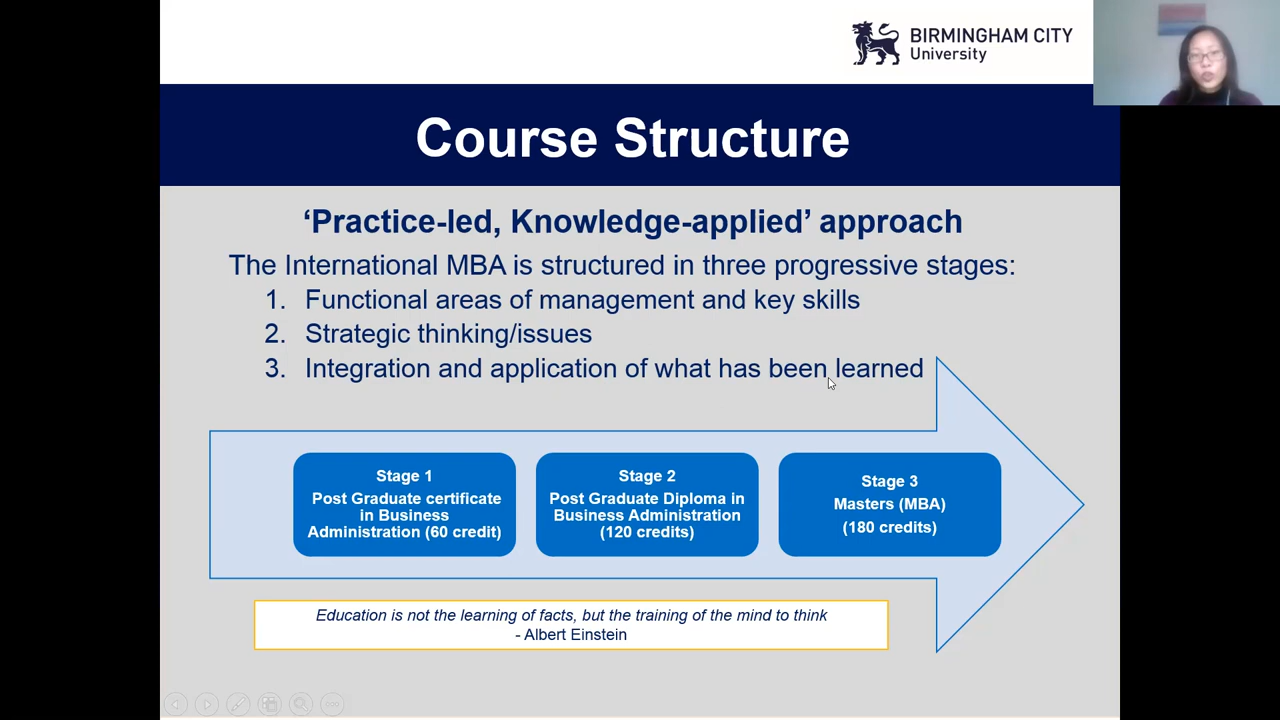 BIRMINGHAM CITY
University
Course Structure
‘Practice-led, Knowledge-applied’ approach
The International MBA is structured in three progressive stages:
1. Functional areas of management and key skills
2. Strategic thinking/issues
3. Integration and application of what has been learned
Stage 1
Post Graduate certificate
in Business
Administration (60 credit)
Stage 2
Post Graduate Diploma in
Business Administration
(120 credits)
Stage 3
Masters (MBA)
(180 credits)
Education is not the learning of facts, but the training of the mind to think
- Albert Einstein